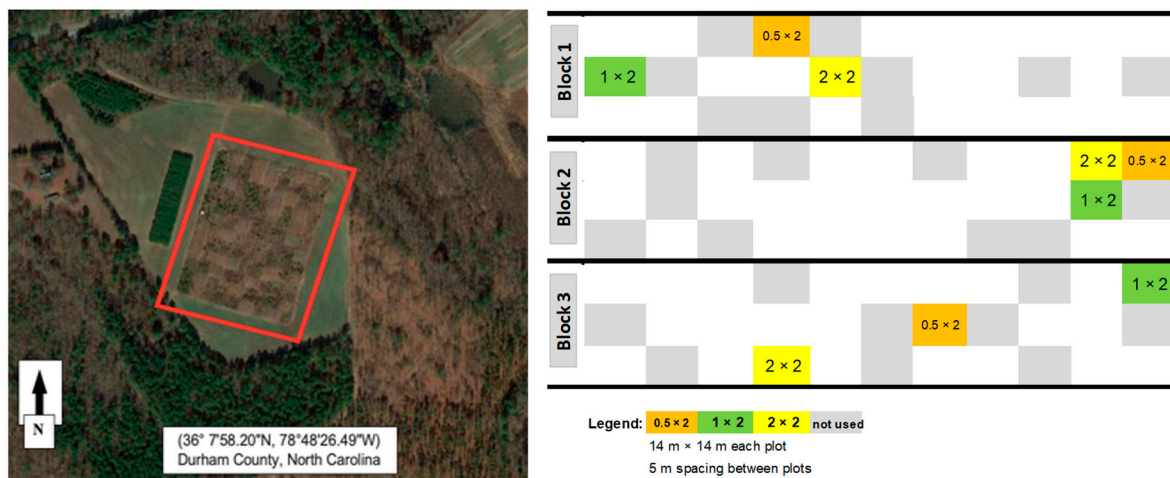 N
(36° 7'58.20"N, 78°48'26.49"W)
Durham County, North Carolina
Block 1
0.5 × 2
1 × 2
2 × 2
Block 2
2 × 2
0.5 × 2
1 × 2
Block 3
1 × 2
0.5 × 2
2 × 2
Legend: 0.5 × 2 1 × 2 2 × 2 not used
14 m × 14 m each plot
5 m spacing between plots